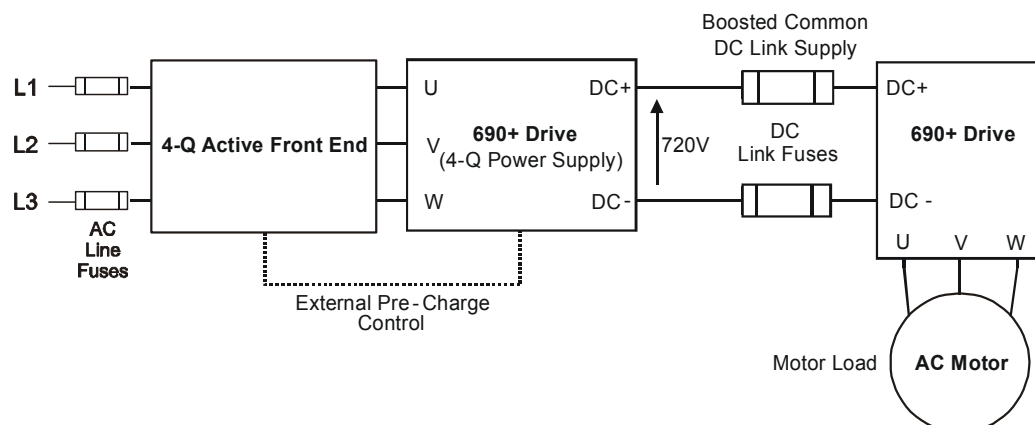 Boosted Common
DC Link Supply
L1
L2
L3
AC
Line
Fuses
4-Q Active Front End
U
V
W
690+ Drive
(4-Q Power Supply)
DC+
DC-
720V
DC
Link Fuses
DC+
690+ Drive
DC -
U V W
External Pre-Charge
Control
Motor Load
AC Motor